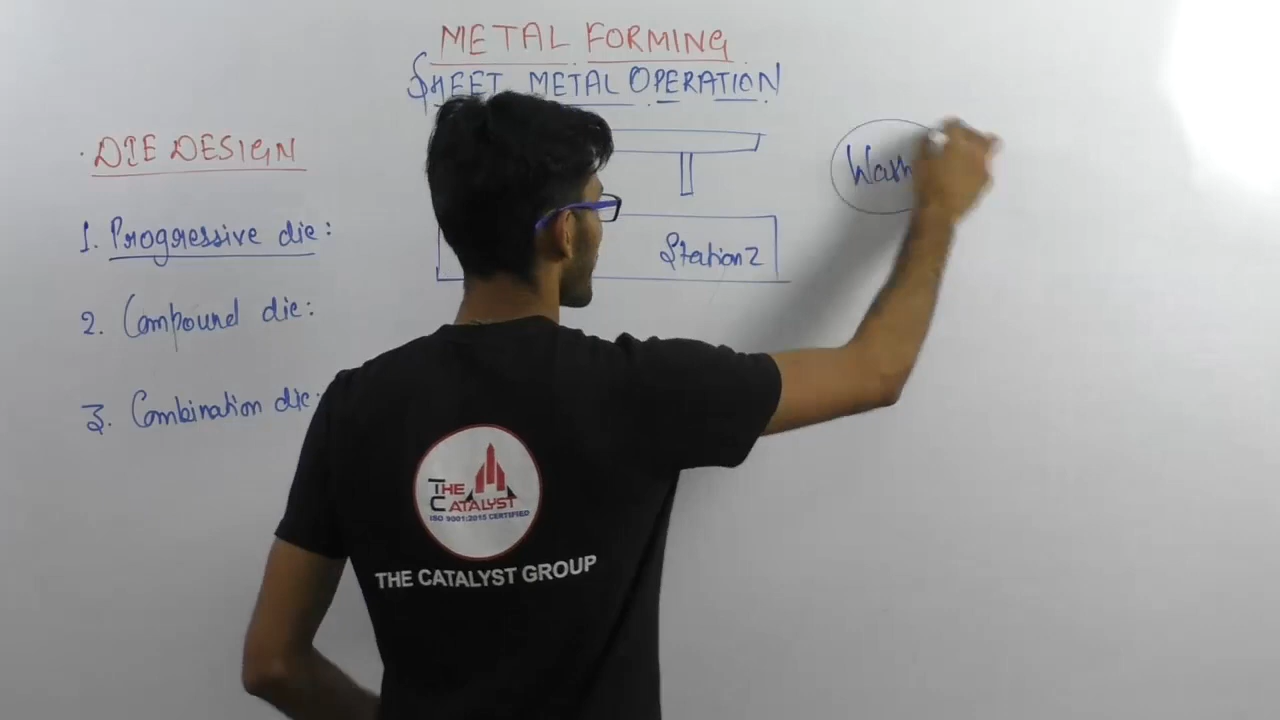 METAL FORMING
SHEET METAL OPERATION
DIE DESIGN
1. Progressive die:
2. Compound die:
3. Combination die:
Station 2
Wash
THE
CATALYST
ISO 9001:2015 CERTIFIED
THE CATALYST GROUP